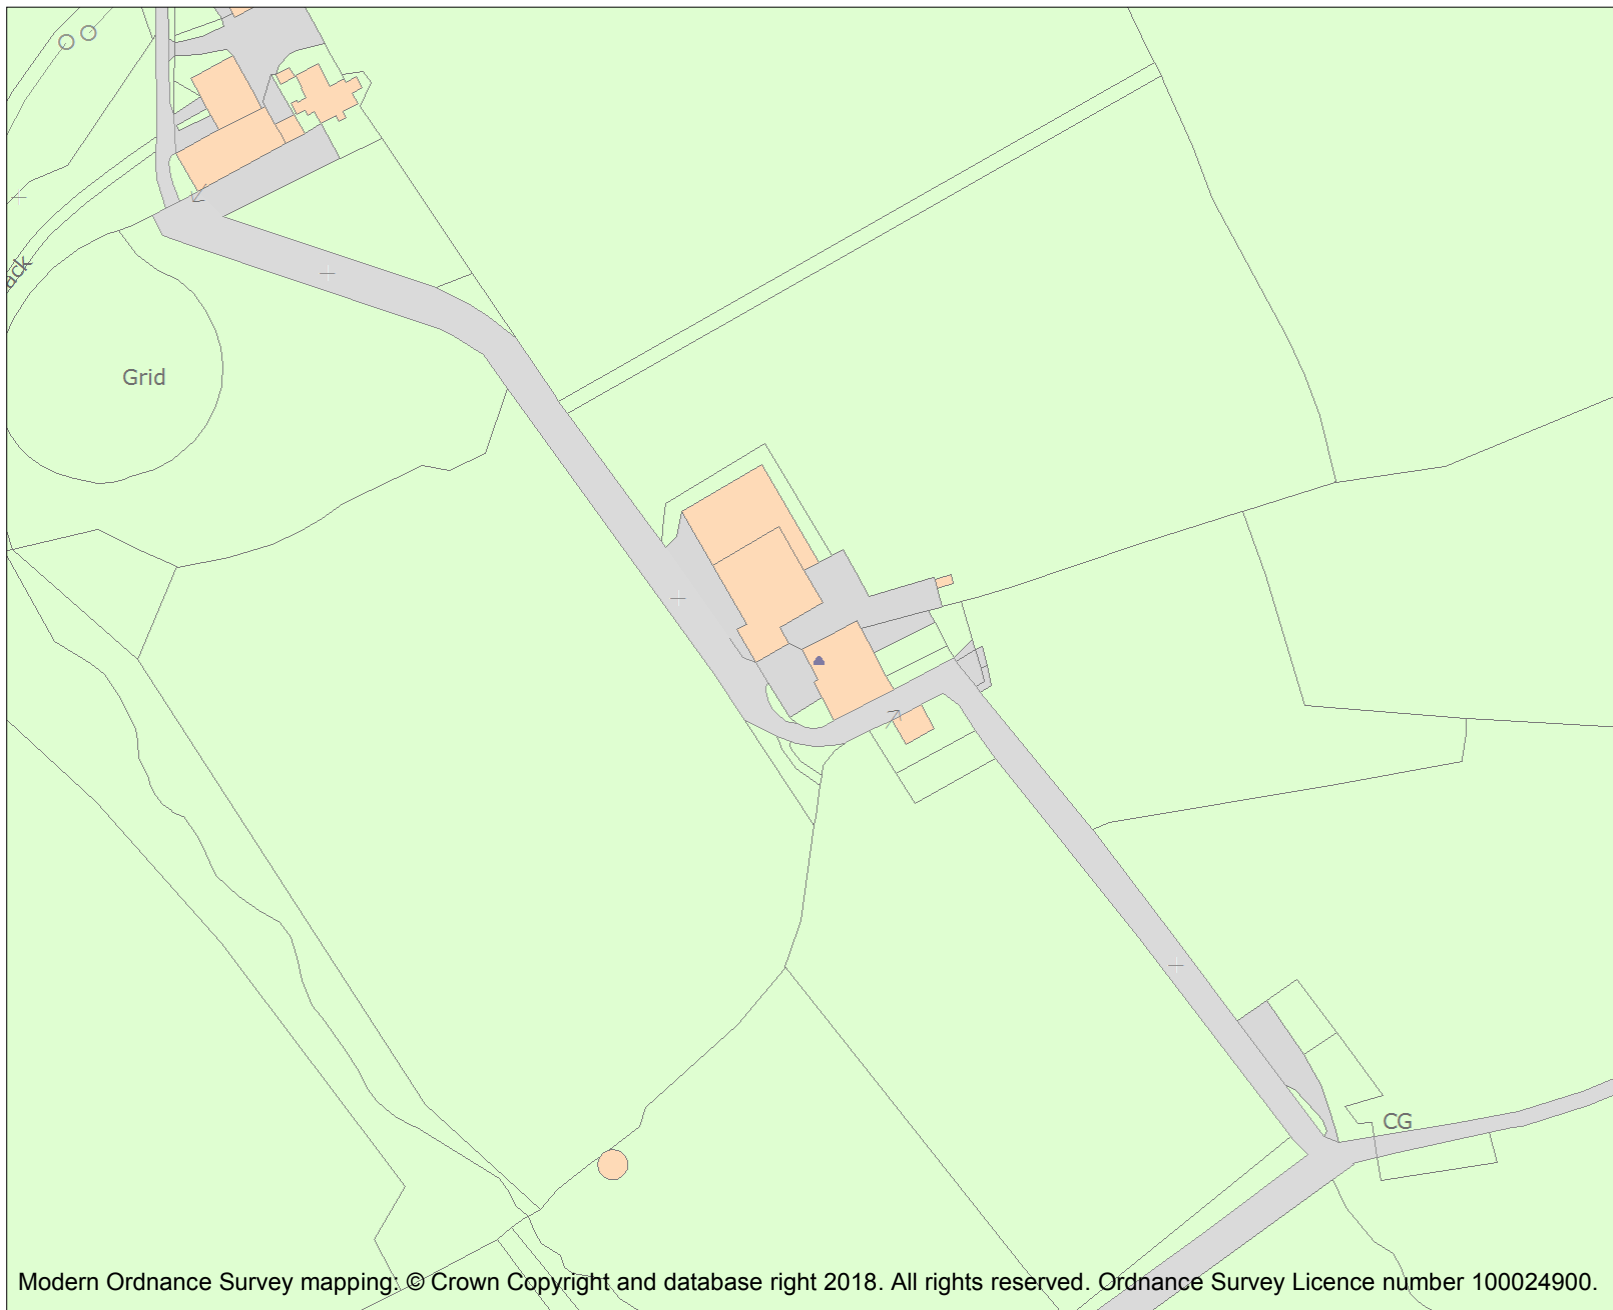 ack
Grid
CG
Modern Ordnance Survey mapping: © Crown Copyright and database right 2018. All rights reserved. Ordnance Survey Licence number 100024900.